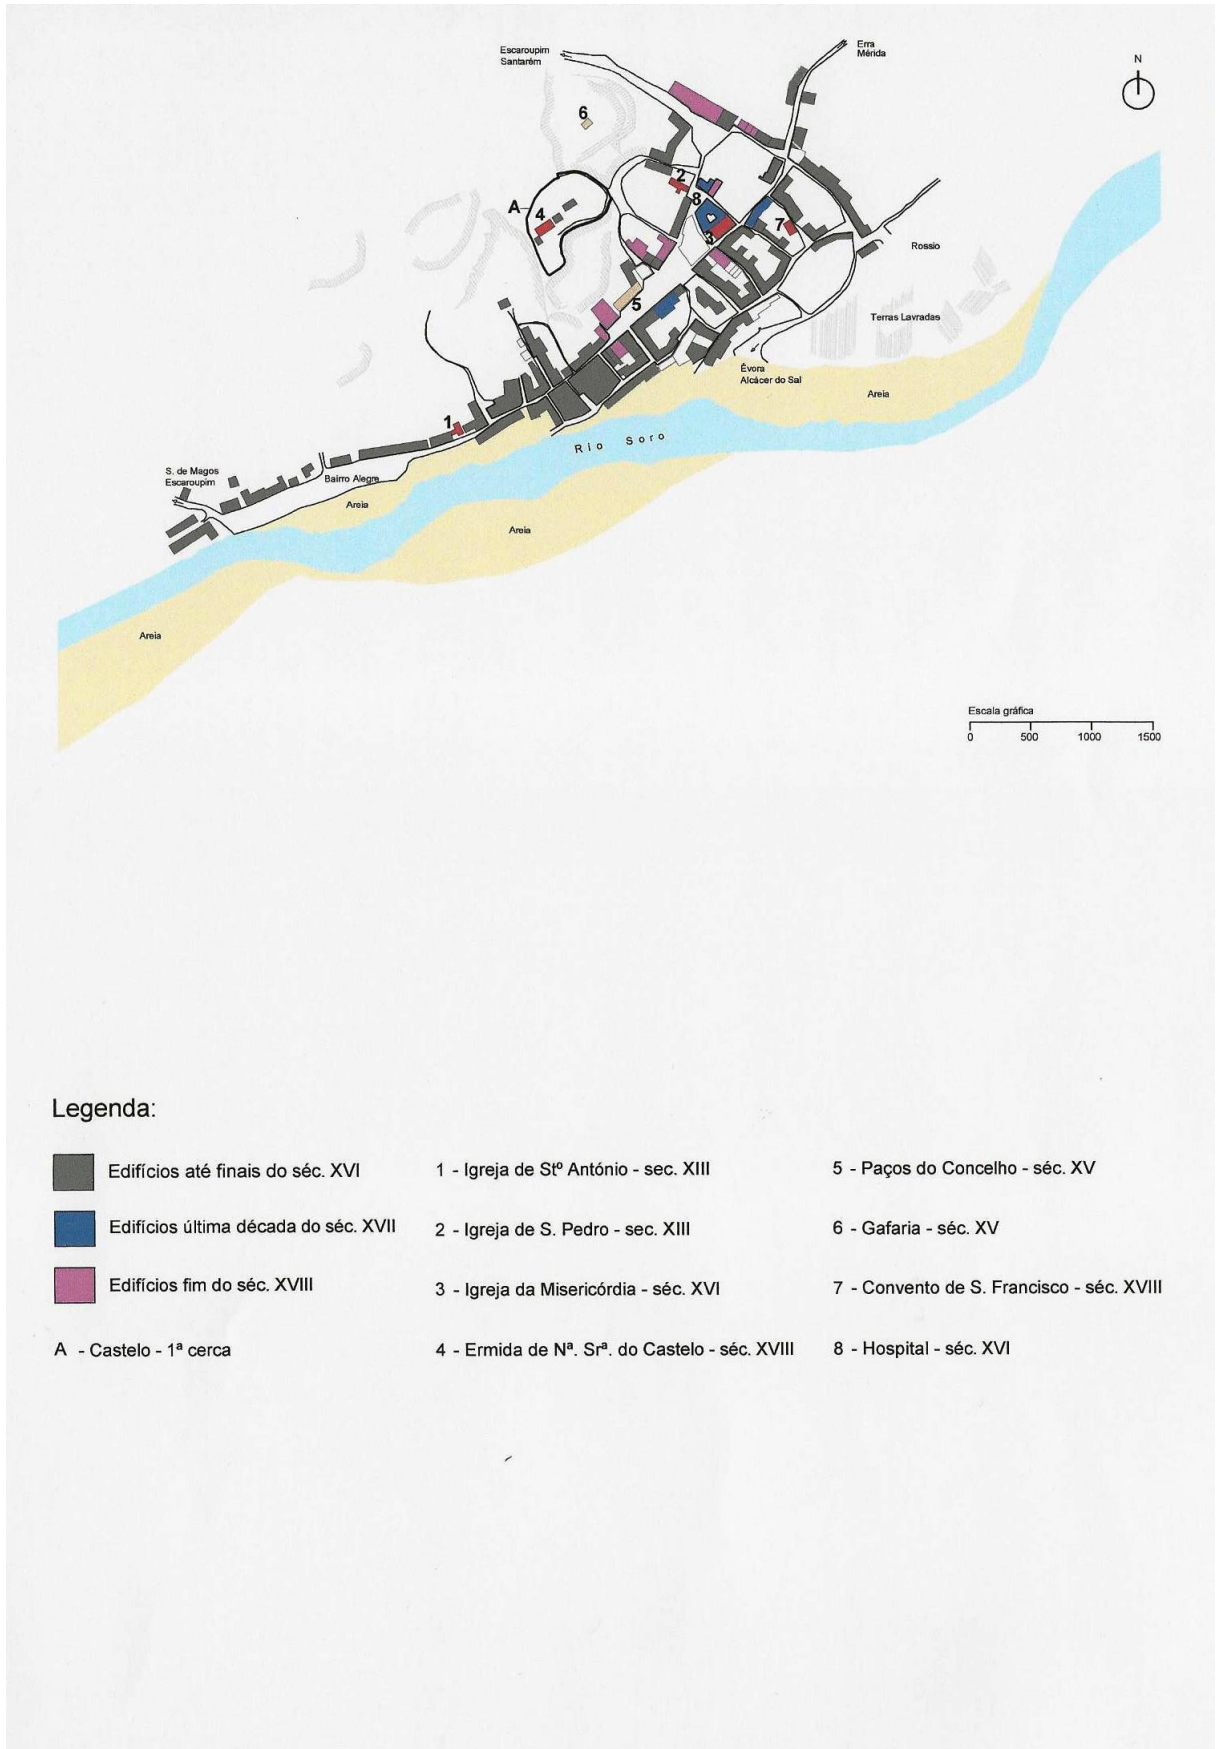 Escaroupim
Santarém
Erra
Mérida
N
6
2
A
4
8
7
3
Rossio
5
Terras Lavradas
Évora
Alcácer do Sal
Areia
1
Rio Soro
S. de Magos
Escaroupim
Bairro Alegre
Areia
Areia
Areia
Escala gráfica
0 500 1000 1500
Legenda:
Edifícios até finais do séc. XVI
Edifícios última década do séc. XVII
Edifícios fim do séc. XVIII
A - Castelo - 1ª cerca
1 - Igreja de Stº António - sec. XIII
2 - Igreja de S. Pedro - sec. XIII
3 - Igreja da Misericórdia - séc. XVI
4 - Ermida de Nª. Srª. do Castelo - séc. XVIII
5 - Paços do Concelho - séc. XV
6 - Gafaria - séc. XV
7 - Convento de S. Francisco - séc. XVIII
8 - Hospital - séc. XVI